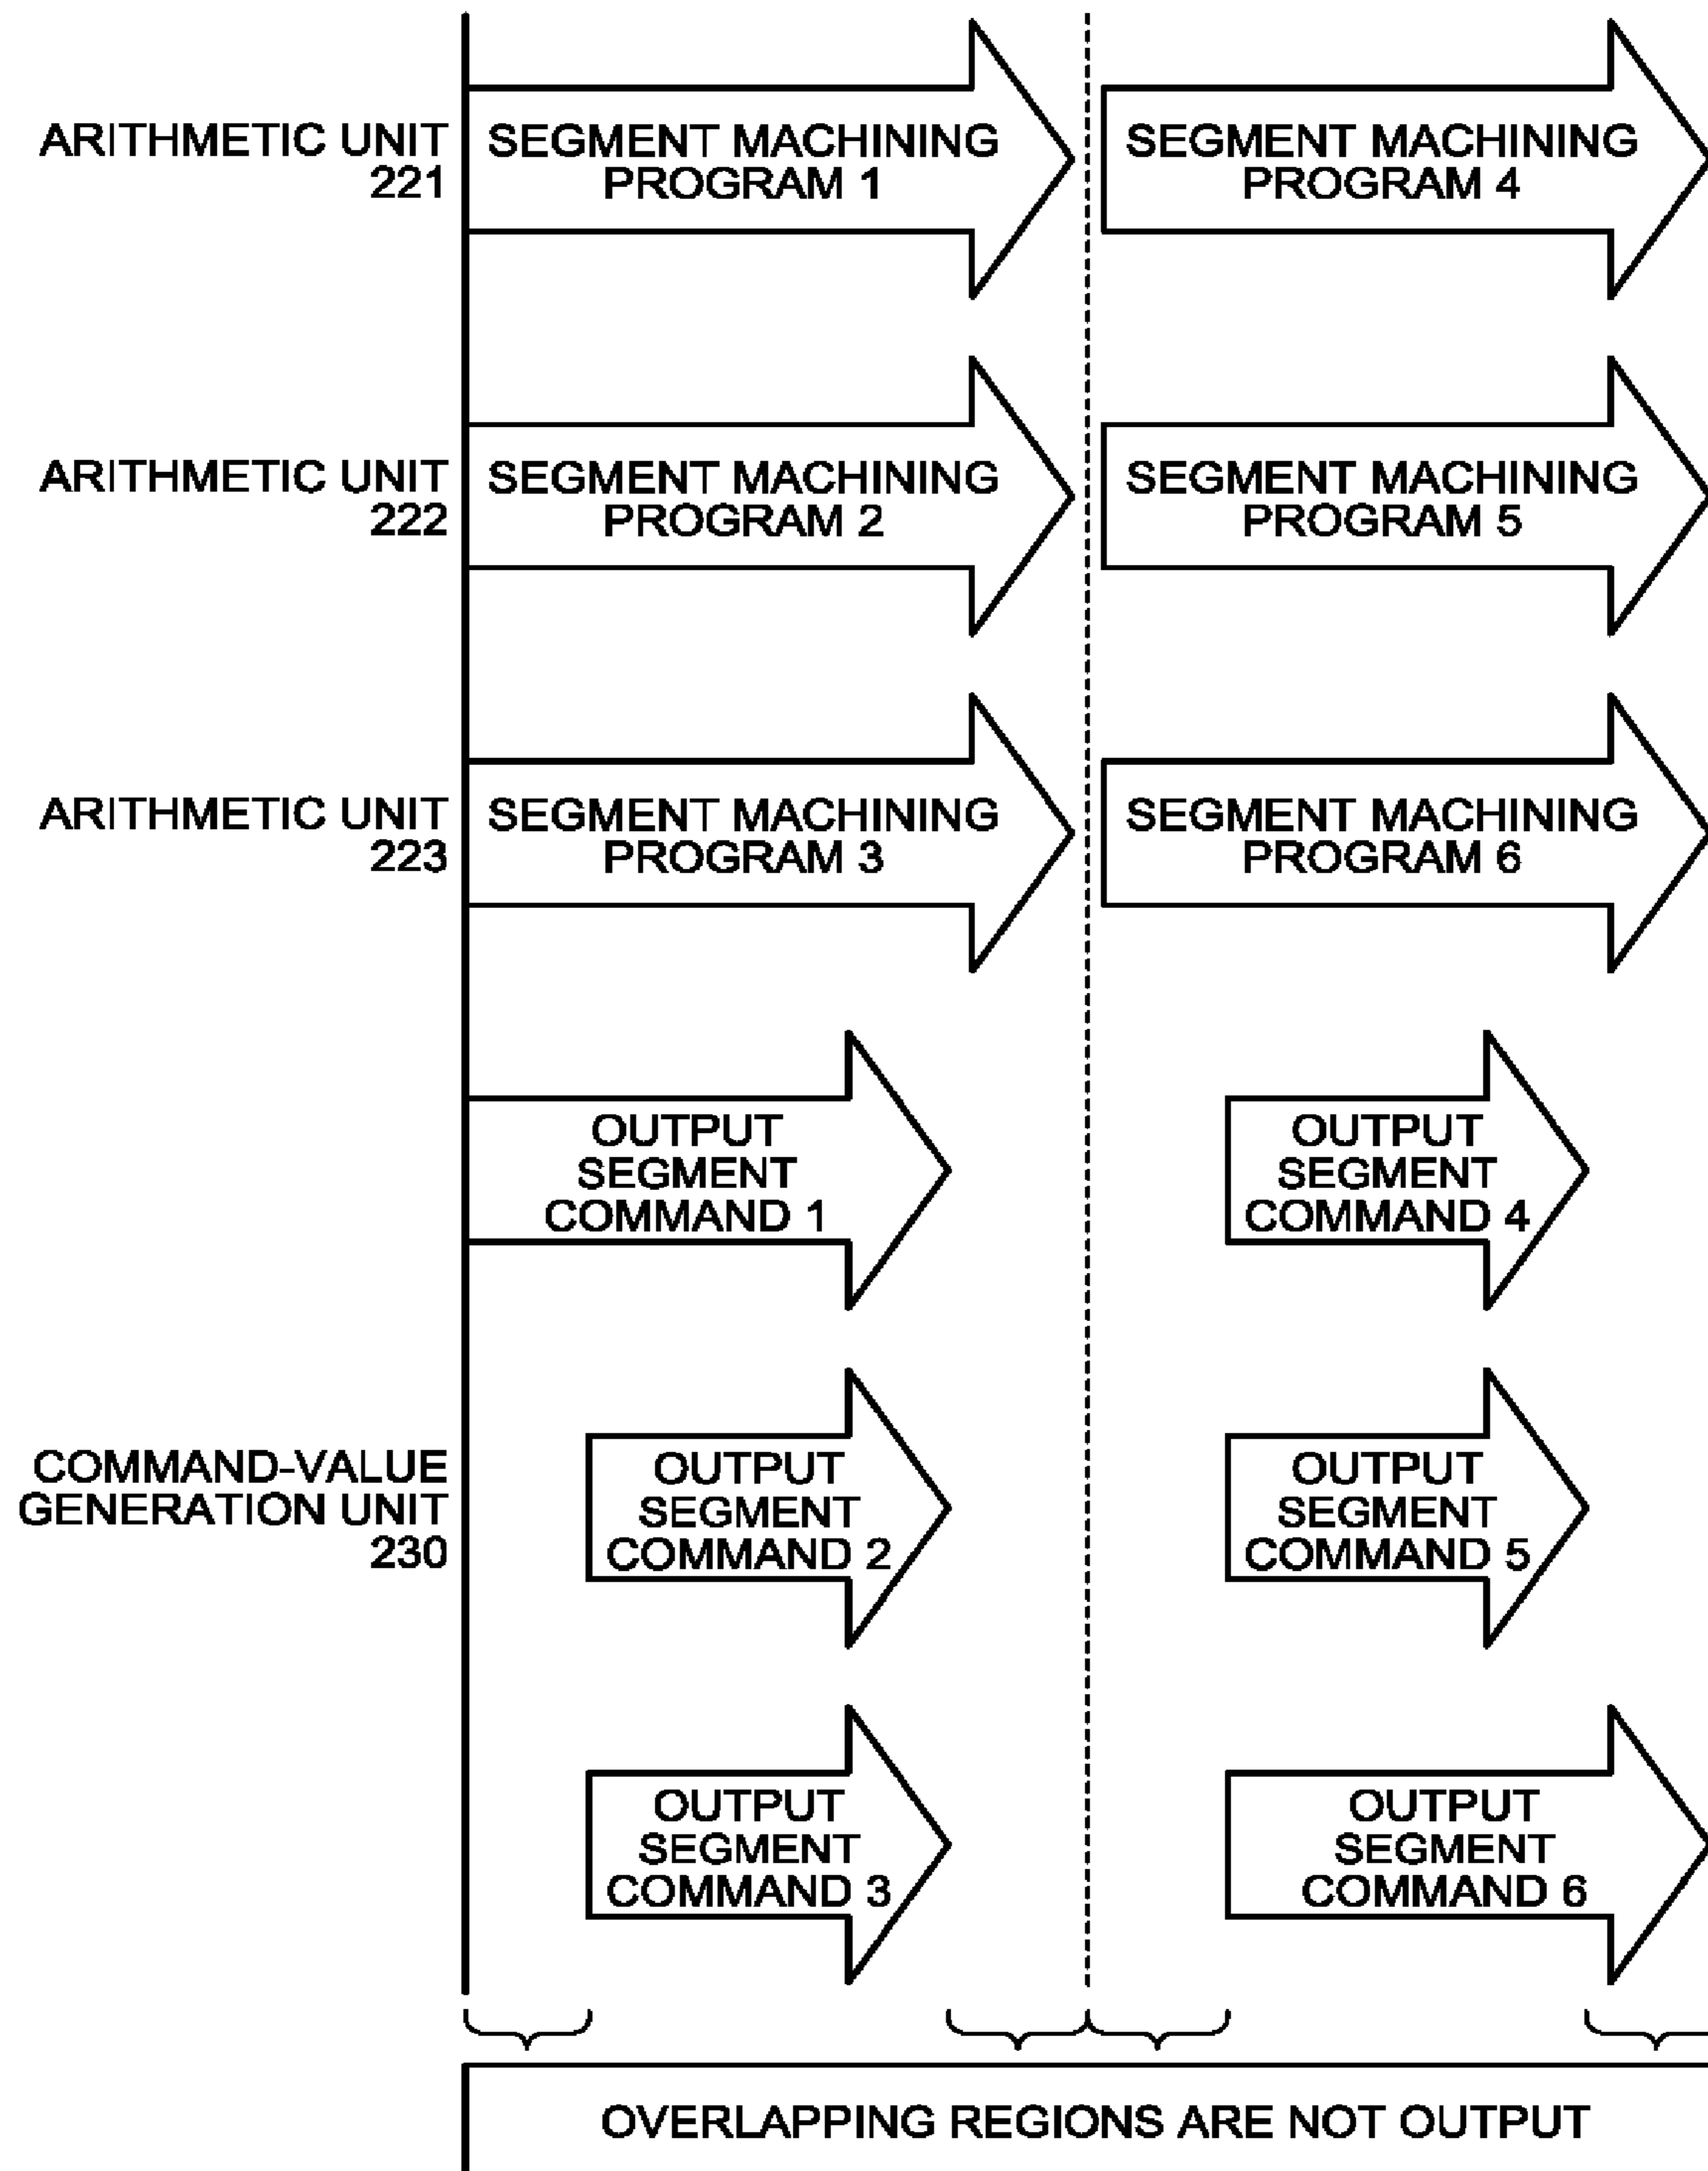 ARITHMETIC UNIT
221
SEGMENT MACHINING
PROGRAM 1
SEGMENT MACHINING
PROGRAM 4
ARITHMETIC UNIT
222
SEGMENT MACHINING
PROGRAM 2
SEGMENT MACHINING
PROGRAM 5
ARITHMETIC UNIT
223
SEGMENT MACHINING
PROGRAM 3
SEGMENT MACHINING
PROGRAM 6
COMMAND-VALUE
GENERATION UNIT
230
OUTPUT
SEGMENT
COMMAND 1
OUTPUT
SEGMENT
COMMAND 4
OUTPUT
SEGMENT
COMMAND 2
OUTPUT
SEGMENT
COMMAND 5
OUTPUT
SEGMENT
COMMAND 3
OUTPUT
SEGMENT
COMMAND 6
OVERLAPPING REGIONS ARE NOT OUTPUT